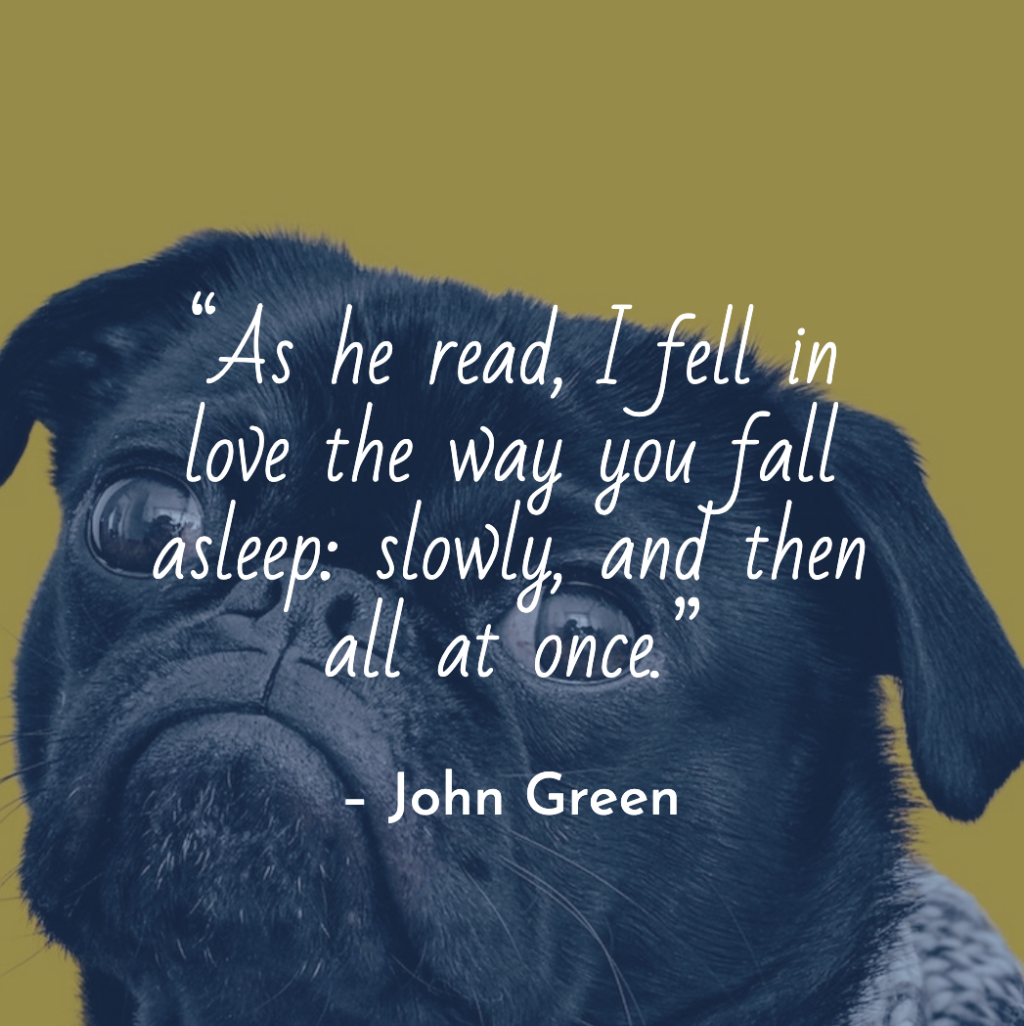 “As he read, I fell in
love the way you fall
asleep: slowly, and then
all at once.”
– John Green